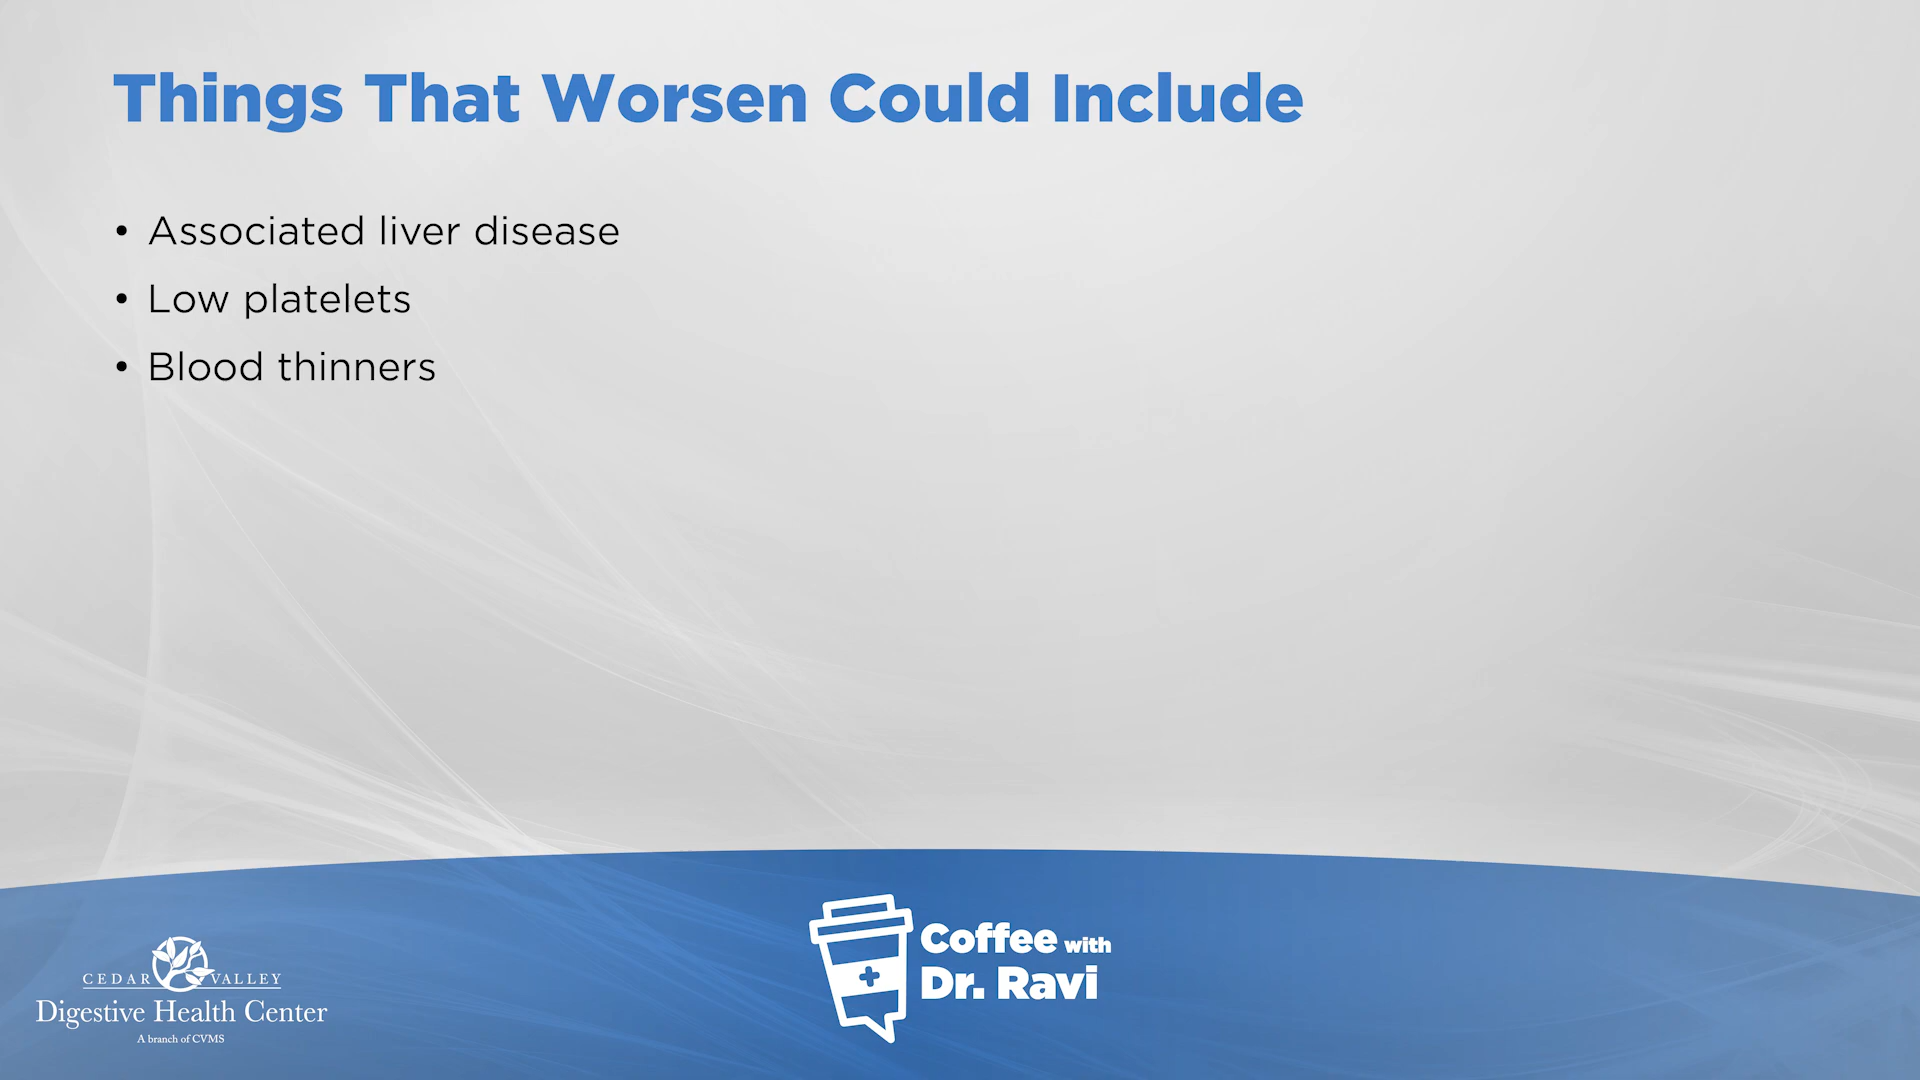 Things That Worsen Could Include
• Associated liver disease
• Low platelets
• Blood thinners
Coffee with
Dr. Ravi
CEDAR VALLEY
Digestive Health Center
A branch of CVMS